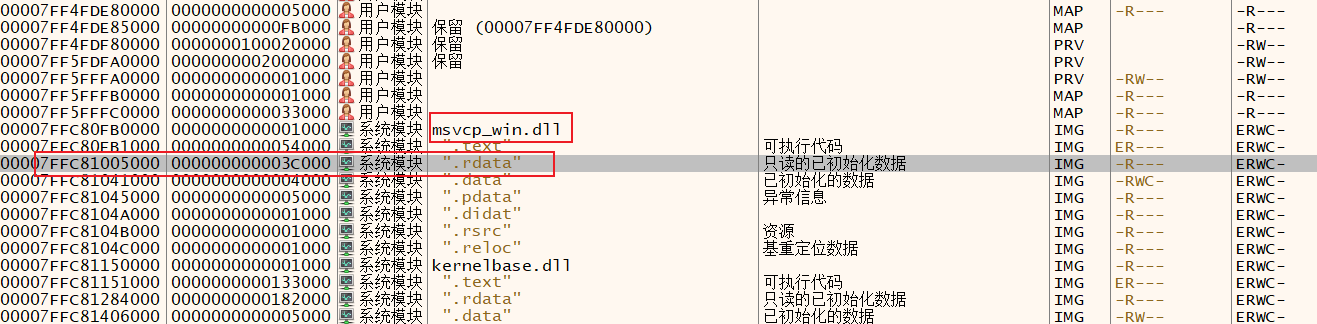 00007FF4FDE80000 0000000000005000 用户模块 MAP -R--- -R---
00007FF4FDE85000 00000000000FB000 用户模块 保留 (00007FF4FDE80000) MAP -R---
00007FF4FDF80000 0000000100020000 用户模块 保留 PRV -RW--
00007FF5FDFA0000 0000000002000000 用户模块 保留 PRV -RW--
00007FF5FFFA0000 0000000000001000 用户模块 PRV -RW-- -RW--
00007FF5FFFB0000 0000000000001000 用户模块 MAP -R--- -R---
00007FF5FFFC0000 0000000000033000 用户模块 MAP -R--- -R---
00007FFC80FB0000 0000000000001000 系统模块 msvcp_win.dll IMG -R--- ERWC-
00007FFC80FB1000 0000000000054000 系统模块 ".text" 可执行代码 IMG ER--- ERWC-
00007FFC81005000 000000000003C000 系统模块 ".rdata" 只读的已初始化数据 IMG -R--- ERWC-
00007FFC81041000 0000000000004000 系统模块 ".data" 已初始化的数据 IMG -RWC- ERWC-
00007FFC81045000 0000000000005000 系统模块 ".pdata" 异常信息 IMG -R--- ERWC-
00007FFC8104A000 0000000000001000 系统模块 ".didat" IMG -R--- ERWC-
00007FFC8104B000 0000000000001000 系统模块 ".rsrc" 资源 IMG -R--- ERWC-
00007FFC8104C000 0000000000001000 系统模块 ".reloc" 基重定位数据 IMG -R--- ERWC-
00007FFC81150000 0000000000001000 系统模块 kernelbase.dll IMG -R--- ERWC-
00007FFC81151000 0000000000133000 系统模块 ".text" 可执行代码 IMG ER--- ERWC-
00007FFC81284000 0000000000182000 系统模块 ".rdata" 只读的已初始化数据 IMG -R--- ERWC-
00007FFC81406000 0000000000005000 系统模块 ".data" 已初始化的数据 IMG -RW-- ERWC-